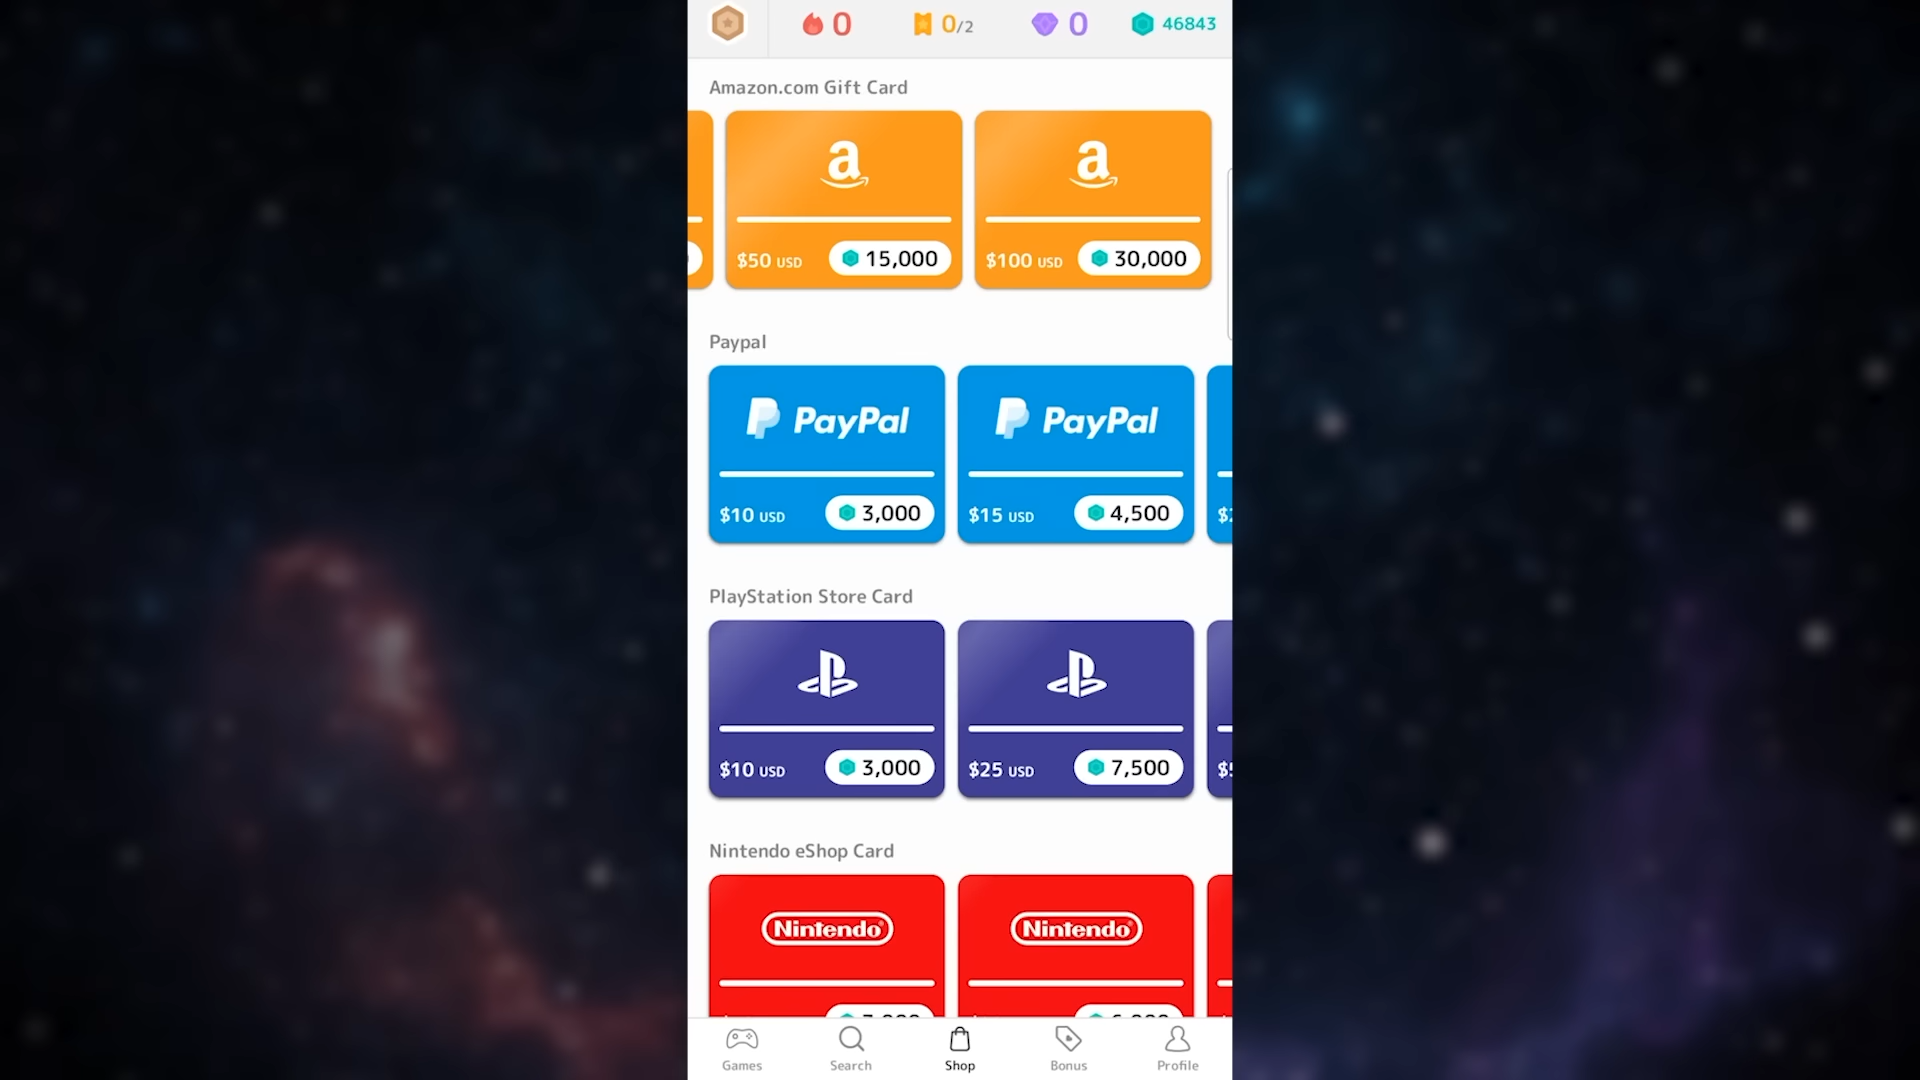 0 0/2 0 46843
Amazon.com Gift Card
a a
$50 USD 15,000 $100 USD 30,000
Paypal
PayPal PayPal
$10 USD 3,000 $15 USD 4,500
PlayStation Store Card
$10 USD 3,000 $25 USD 7,500
Nintendo eShop Card
Nintendo Nintendo
Games Search Shop Bonus Profile